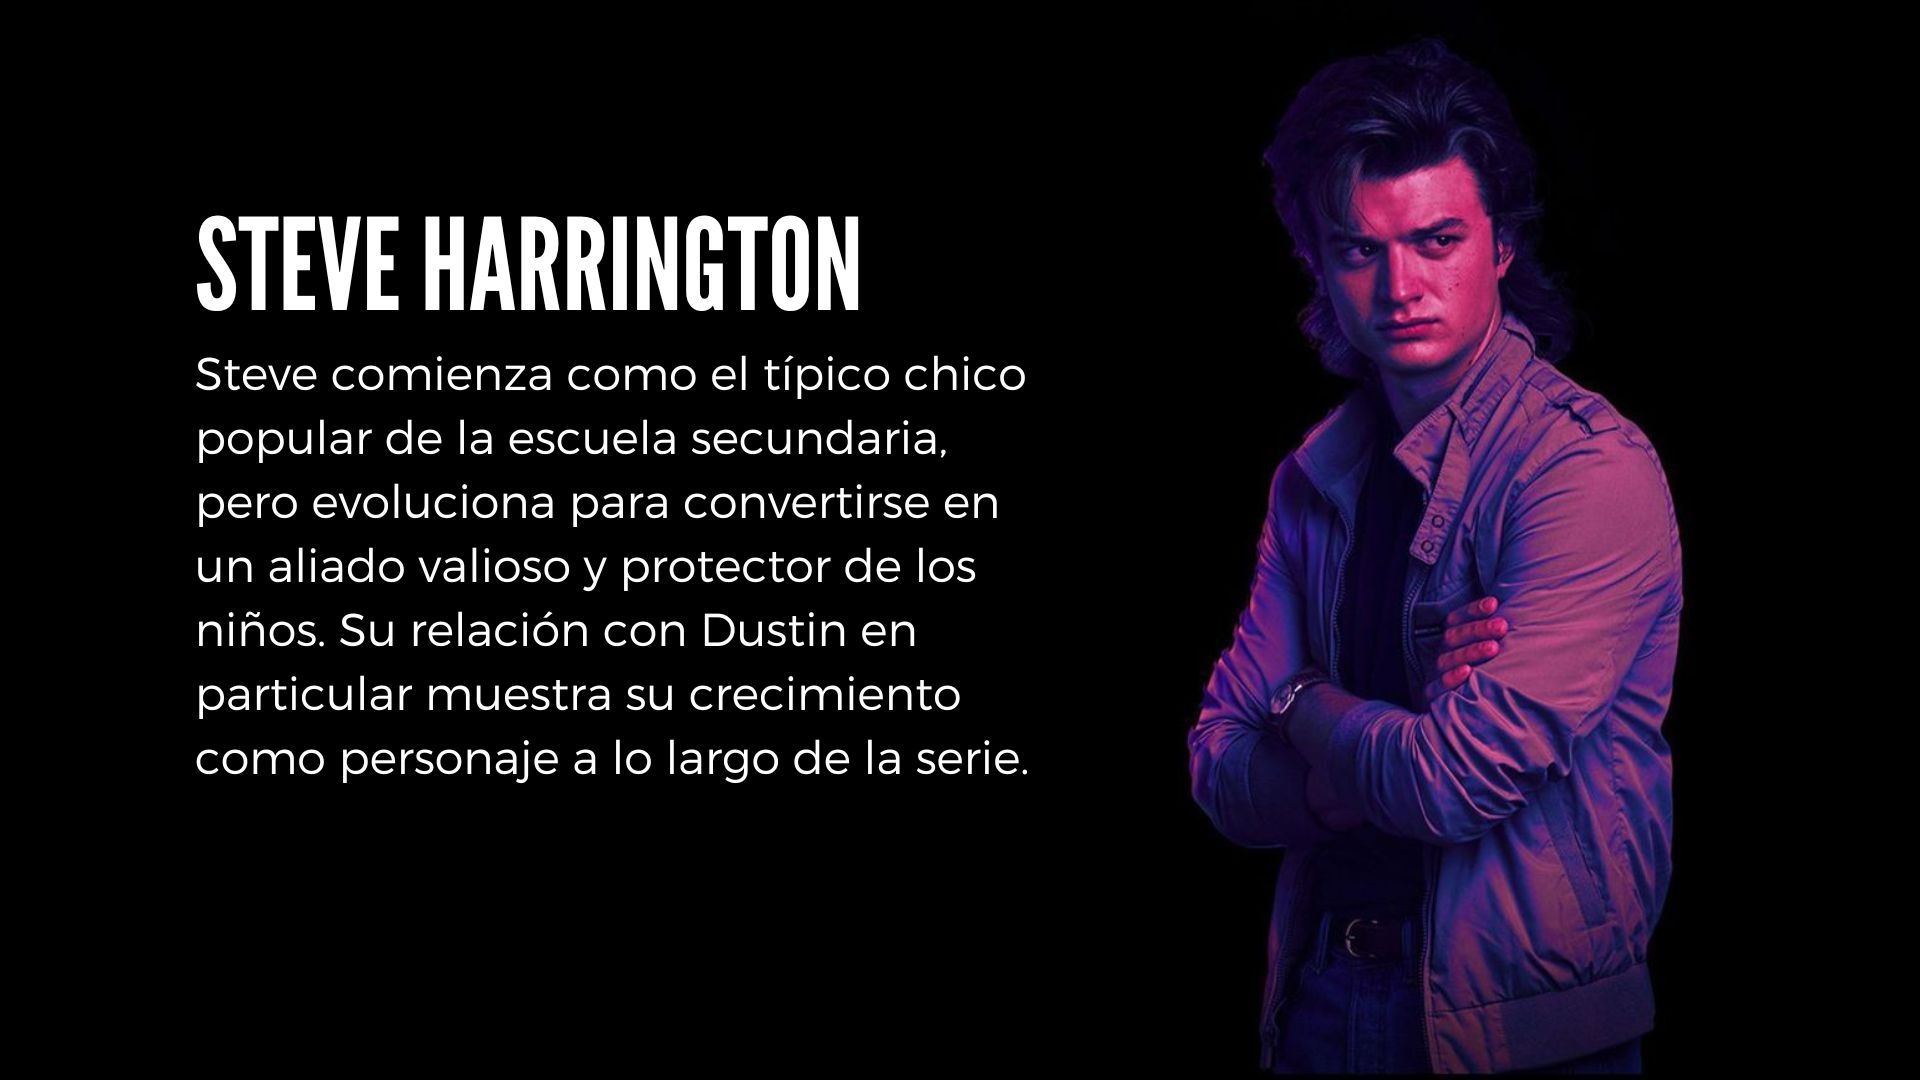 STEVE HARRINGTON
Steve comienza como el típico chico
popular de la escuela secundaria,
pero evoluciona para convertirse en
un aliado valioso y protector de los
niños. Su relación con Dustin en
particular muestra su crecimiento
como personaje a lo largo de la serie.